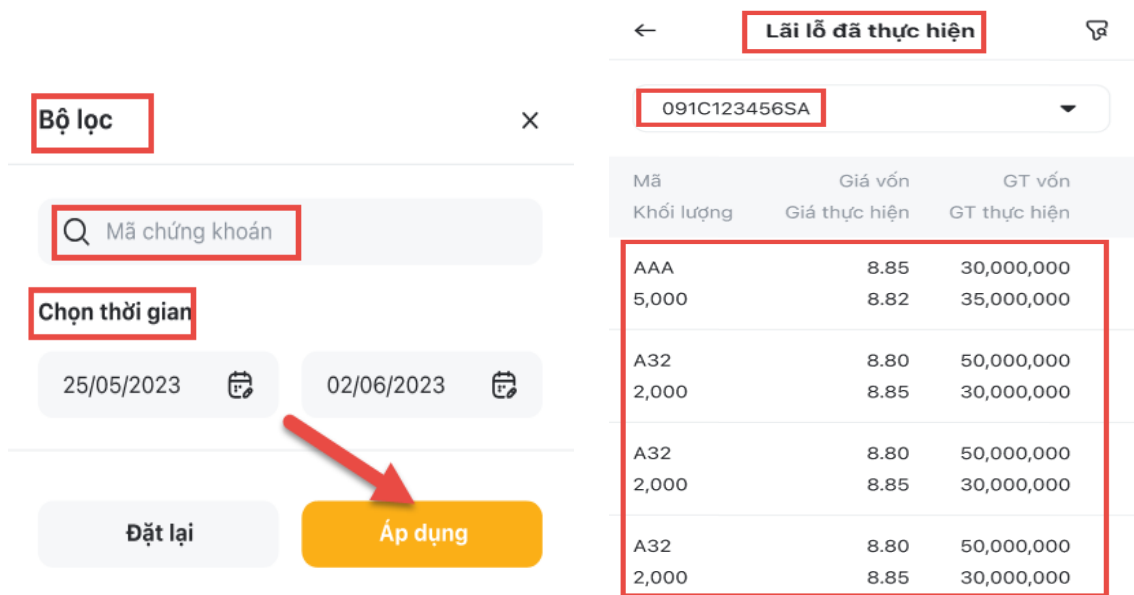 Bộ lọc
Mã chứng khoán
Chọn thời gian
25/05/2023 02/06/2023
Đặt lại Áp dụng
Lãi lỗ đã thực hiện
091C123456SA
Mã Giá vốn GT vốn
Khối lượng Giá thực hiện GT thực hiện
AAA 8.85 30,000,000
5,000 8.82 35,000,000
A32 8.80 50,000,000
2,000 8.85 30,000,000
A32 8.80 50,000,000
2,000 8.85 30,000,000
A32 8.80 50,000,000
2,000 8.85 30,000,000